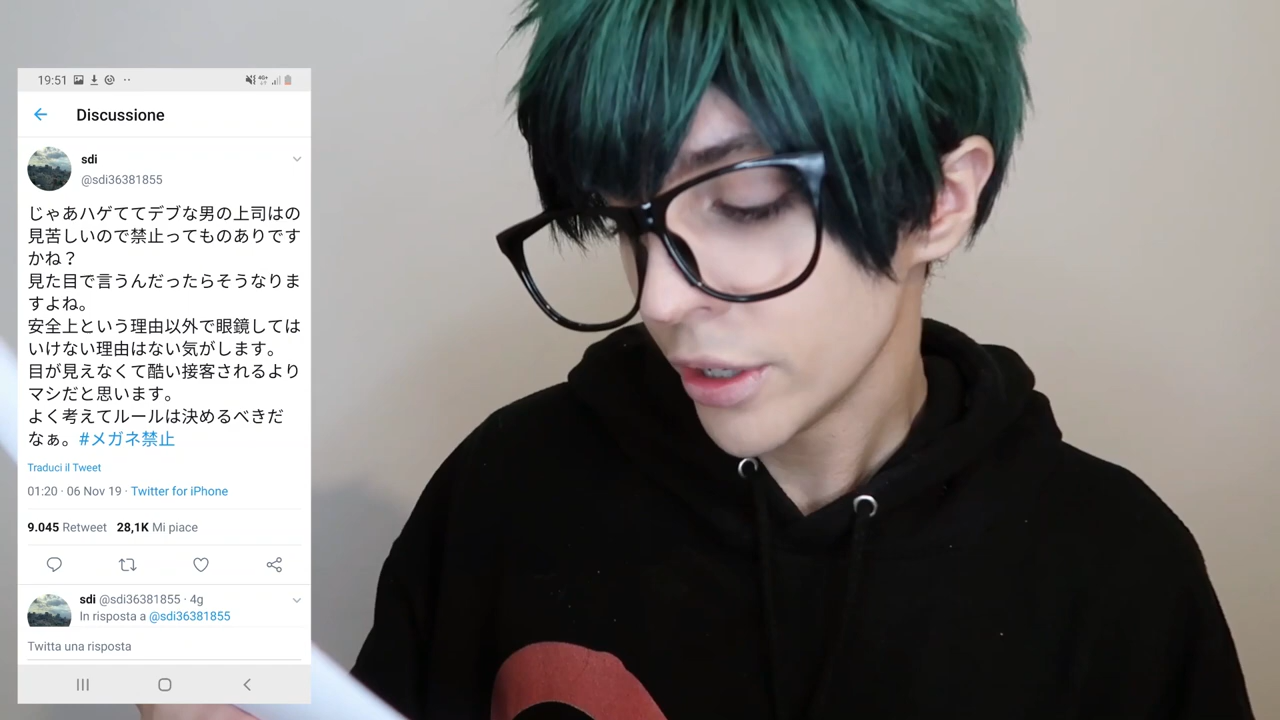 19:51
4G+
Discussione
sdi
@sdi36381855
じゃあハゲててデブな男の上司はの
見苦しいので禁止ってものありです
かね？
見た目で言うんだったらそうなりま
すよね。
安全上という理由以外で眼鏡しては
いけない理由はない気がします。
目が見えなくて酷い接客されるより
マシだと思います。
よく考えてルールは決めるべきだ
なぁ。#メガネ禁止
Traduci il Tweet
01:20 · 06 Nov 19 · Twitter for iPhone
9.045 Retweet 28,1K Mi piace
sdi @sdi36381855 · 4g
In risposta a @sdi36381855
Twitta una risposta